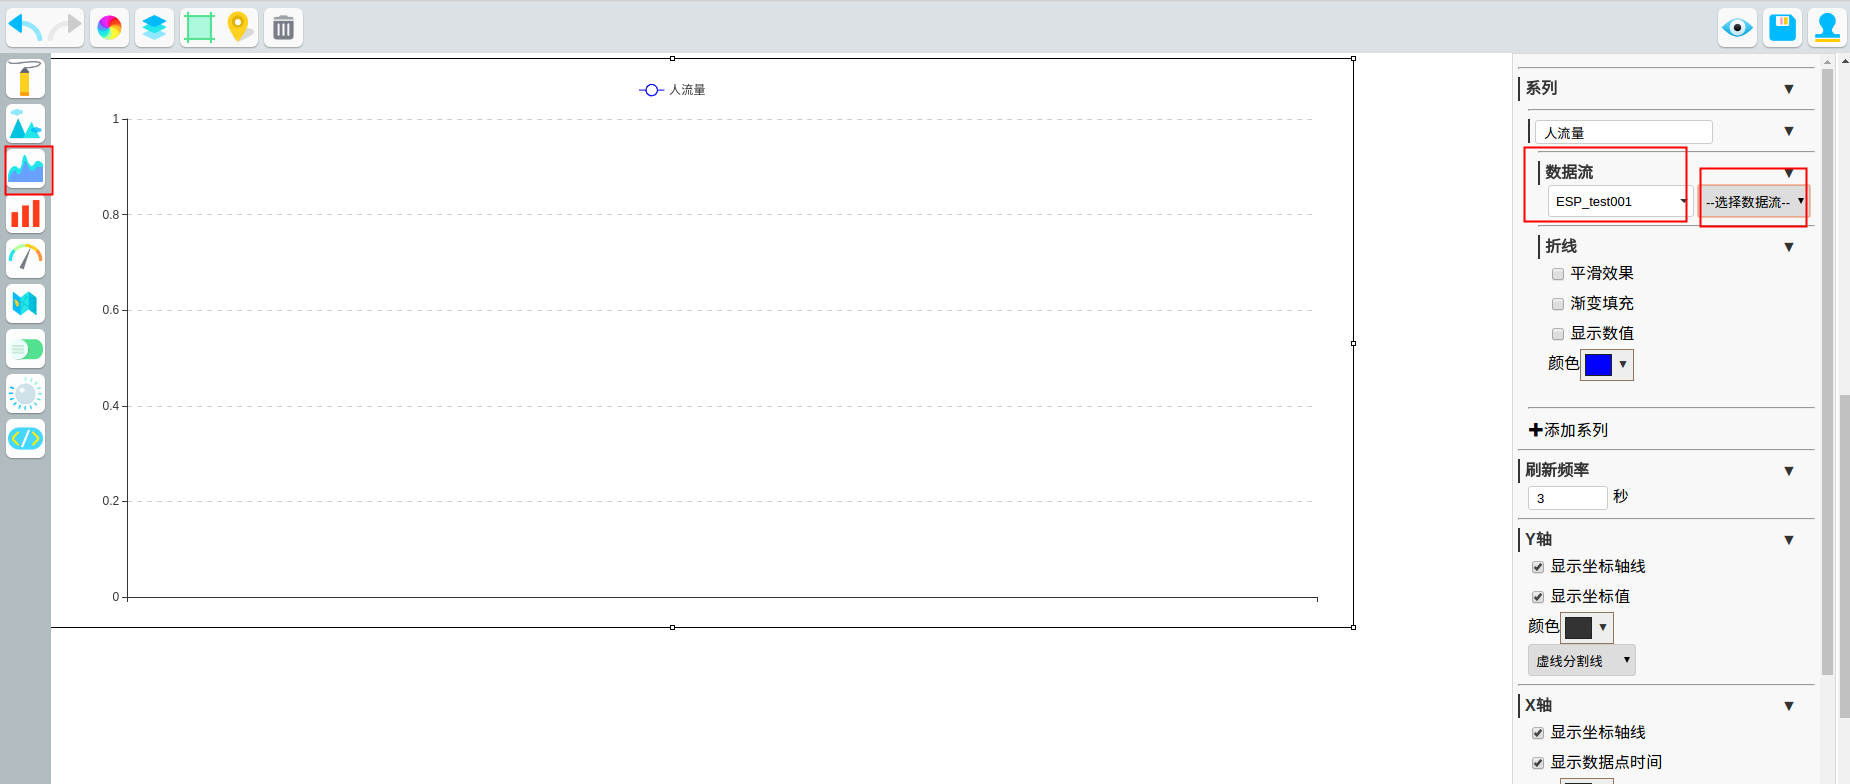 人流量
1
0.8
0.6
0.4
0.2
0
系列
人流量
数据流
ESP_test001
--选择数据流--
折线
平滑效果
渐变填充
显示数值
颜色
添加系列
刷新频率
3 秒
Y轴
显示坐标轴线
显示坐标值
颜色
虚线分割线
X轴
显示坐标轴线
显示数据点时间